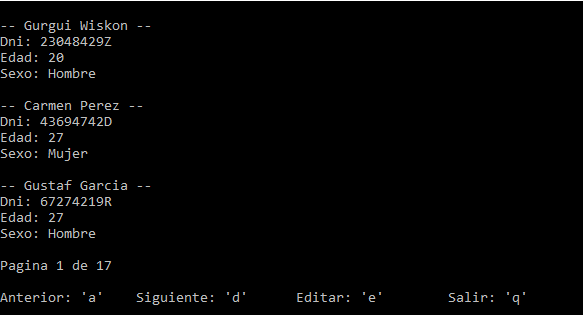 -- Gurgui Wiskon --
Dni: 23048429Z
Edad: 20
Sexo: Hombre
-- Carmen Perez --
Dni: 43694742D
Edad: 27
Sexo: Mujer
-- Gustaf Garcia --
Dni: 67274219R
Edad: 27
Sexo: Hombre
Pagina 1 de 17
Anterior: 'a'    Siguiente: 'd'      Editar: 'e'        Salir: 'q'